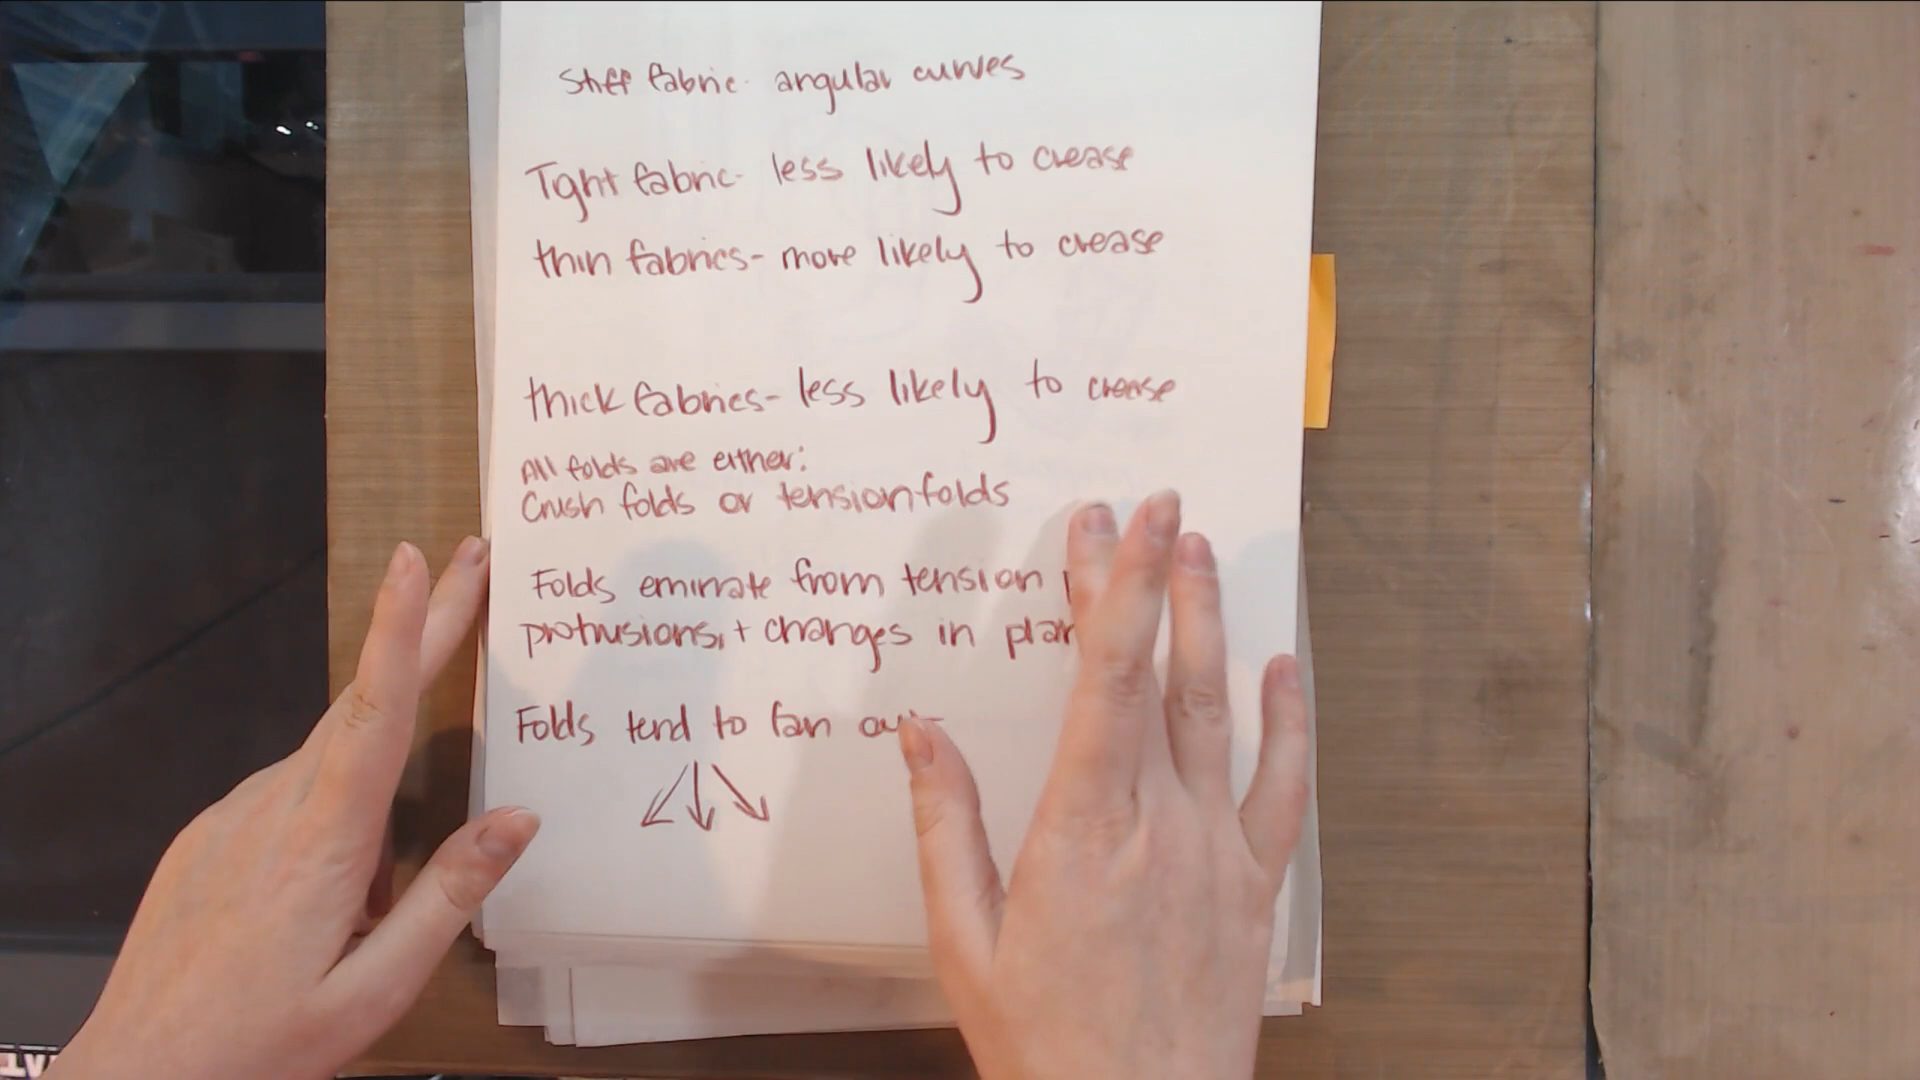 Stiff fabric- angular curves
Tight fabric- less likely to crease
thin fabrics- more likely to crease
thick fabrics- less likely to crease
All folds are either:
Crush folds or tension folds
Folds eminate from tension
protrusions, + changes in
Folds tend to fan out